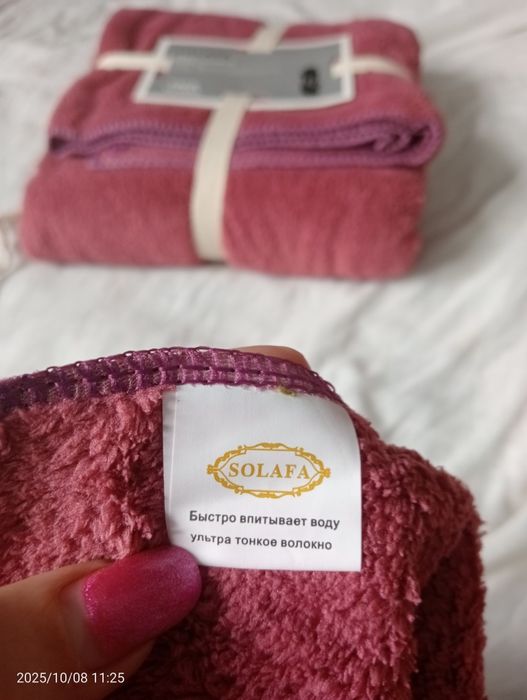 SOLAFA
Быстро впитывает воду
ультра тонкое волокно
2025/10/08 11:25